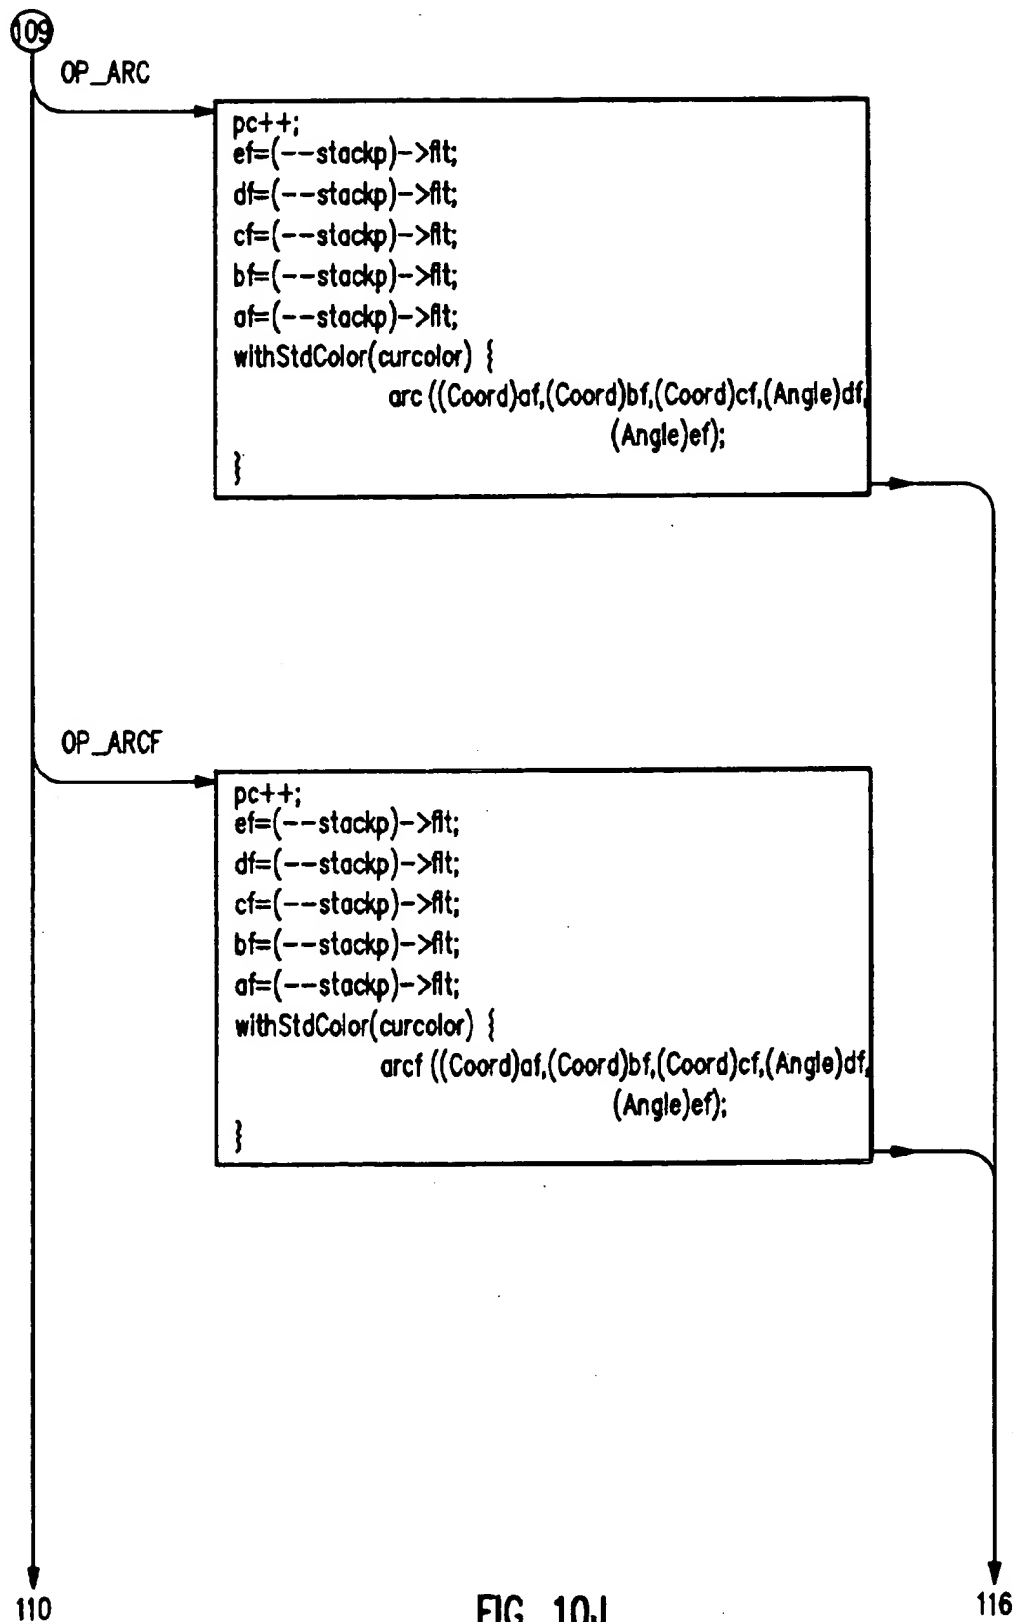 109
OP_ARC
pc++;
ef=(--stackp)->flt;
df=(--stackp)->flt;
cf=(--stackp)->flt;
bf=(--stackp)->flt;
af=(--stackp)->flt;
withStdColor(curcolor) {
arc ((Coord)af,(Coord)bf,(Coord)cf,(Angle)df,
(Angle)ef);
}
OP_ARCF
pc++;
ef=(--stackp)->flt;
df=(--stackp)->flt;
cf=(--stackp)->flt;
bf=(--stackp)->flt;
af=(--stackp)->flt;
withStdColor(curcolor) {
arcf ((Coord)af,(Coord)bf,(Coord)cf,(Angle)df,
(Angle)ef);
}
110
FIG. 10J
116